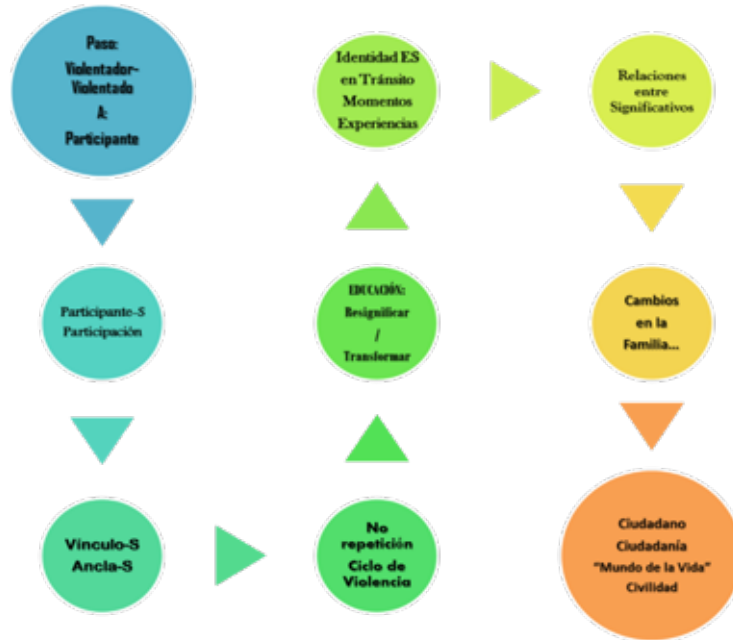 Paso:
Violentador-
Violentado
A:
Participante
Participante-S
Participación
Vínculo-S
Ancla-S
No
repetición
Ciclo de
Violencia
EDUCACIÓN:
Resignificar
/
Transformar
Identidad ES
en Tránsito
Momentos
Experiencias
Relaciones
entre
Significativos
Cambios
en la
Familia...
Ciudadano
Ciudadanía
"Mundo de la Vida"
Civilidad